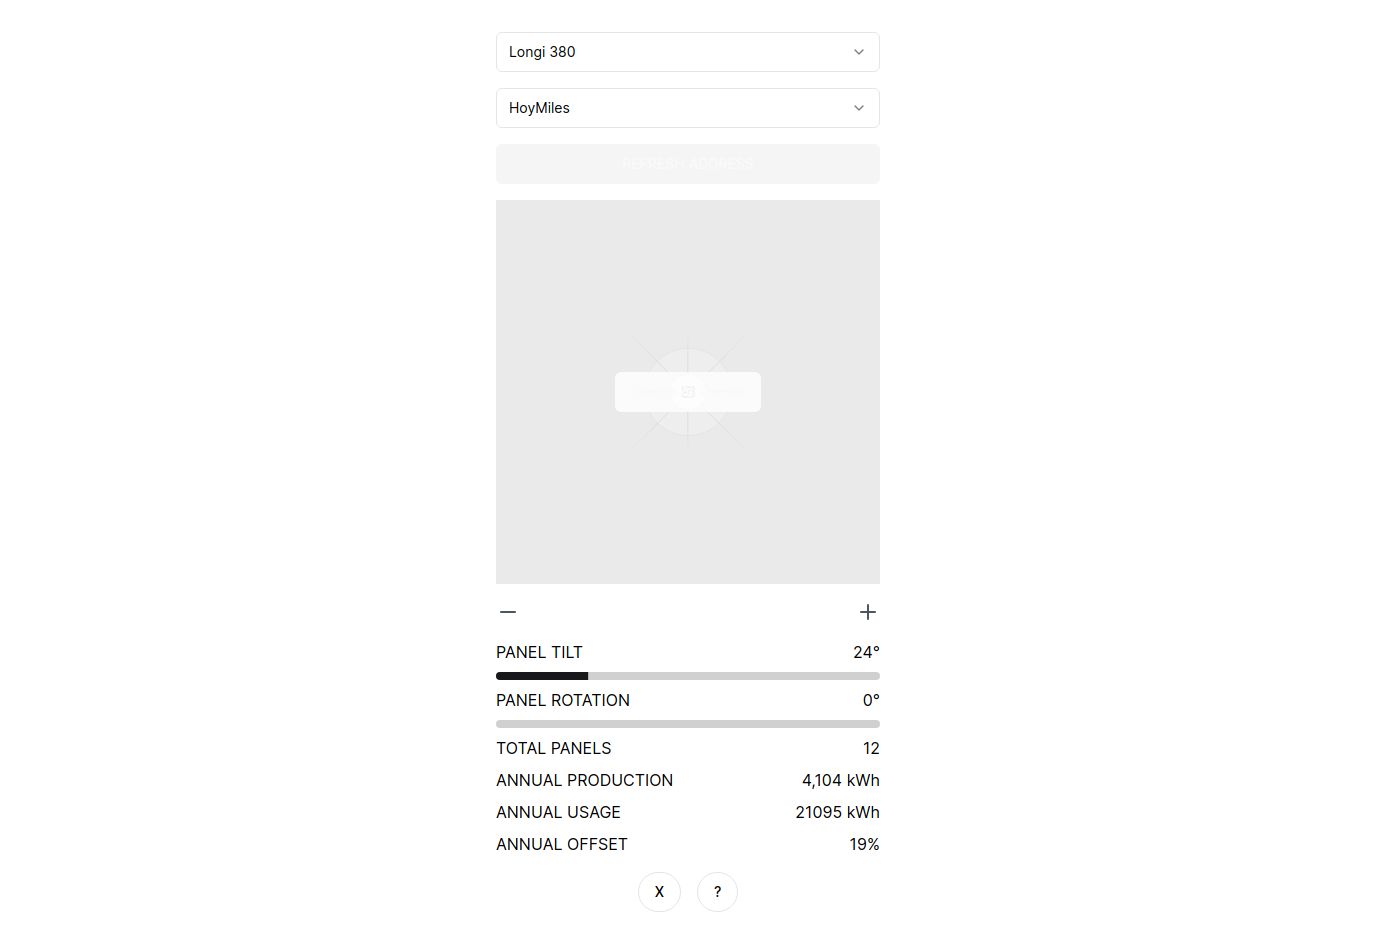 Longi 380
HoyMiles
REFRESH ADDRESS
PANEL TILT 24°
PANEL ROTATION 0°
TOTAL PANELS 12
ANNUAL PRODUCTION 4,104 kWh
ANNUAL USAGE 21095 kWh
ANNUAL OFFSET 19%
X ?